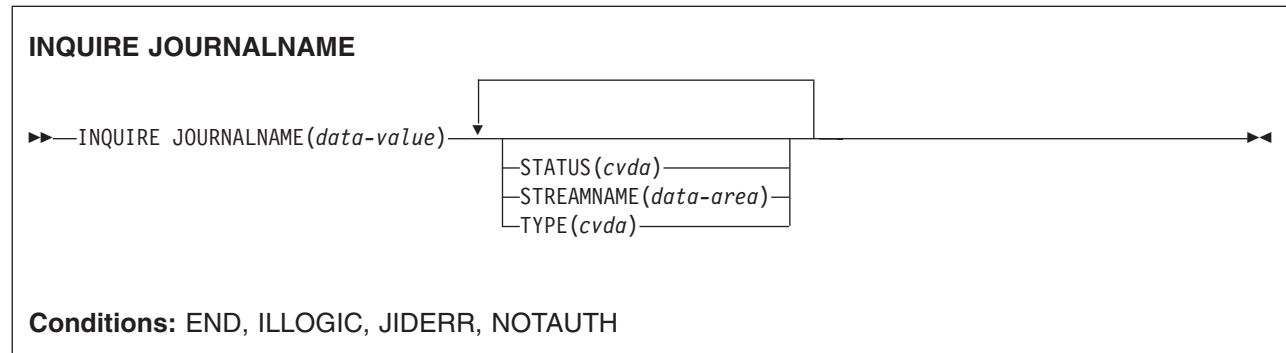 INQUIRE JOURNALNAME
INQUIRE JOURNALNAME(data-value)
STATUS(cvda)
STREAMNAME(data-area)
TYPE(cvda)
Conditions: END, ILLOGIC, JIDERR, NOTAUTH